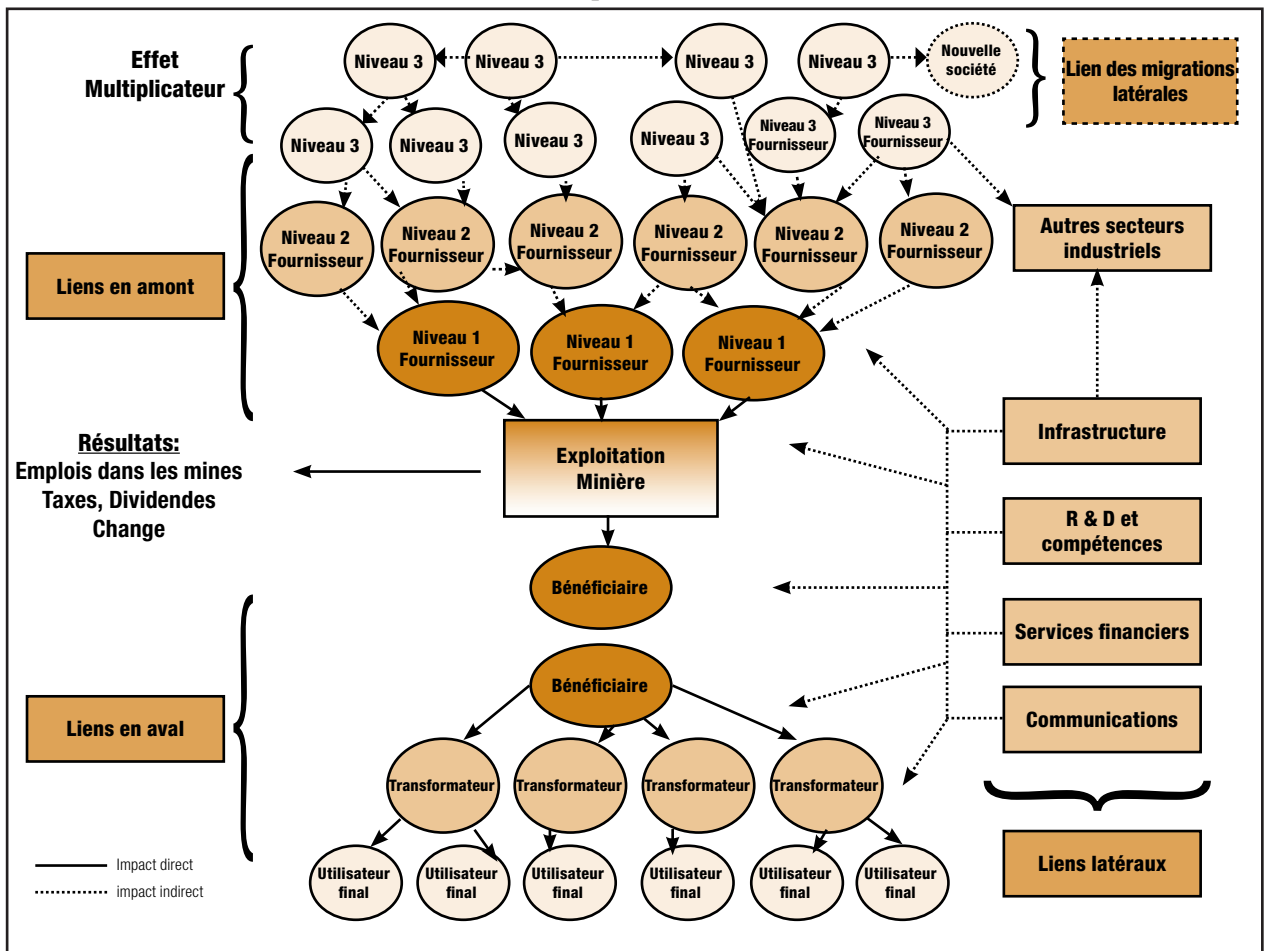 Effet
Multiplicateur
Niveau 3
Niveau 3
Niveau 3
Niveau 3
Nouvelle
société
Lien des migrations
latérales
Niveau 3
Niveau 3
Niveau 3
Niveau 3
Niveau 3
Fournisseur
Niveau 3
Fournisseur
Liens en amont
Niveau 2
Fournisseur
Niveau 2
Fournisseur
Niveau 2
Fournisseur
Niveau 2
Fournisseur
Niveau 2
Fournisseur
Niveau 2
Fournisseur
Autres secteurs
industriels
Niveau 1
Fournisseur
Niveau 1
Fournisseur
Niveau 1
Fournisseur
Résultats:
Emplois dans les mines
Taxes, Dividendes
Change
Exploitation
Minière
Infrastructure
R & D et
compétences
Bénéficiaire
Services financiers
Bénéficiaire
Liens en aval
Communications
Transformateur
Transformateur
Transformateur
Transformateur
Utilisateur
final
Utilisateur
final
Utilisateur
final
Utilisateur
final
Utilisateur
final
Utilisateur
final
Liens latéraux
Impact direct
impact indirect